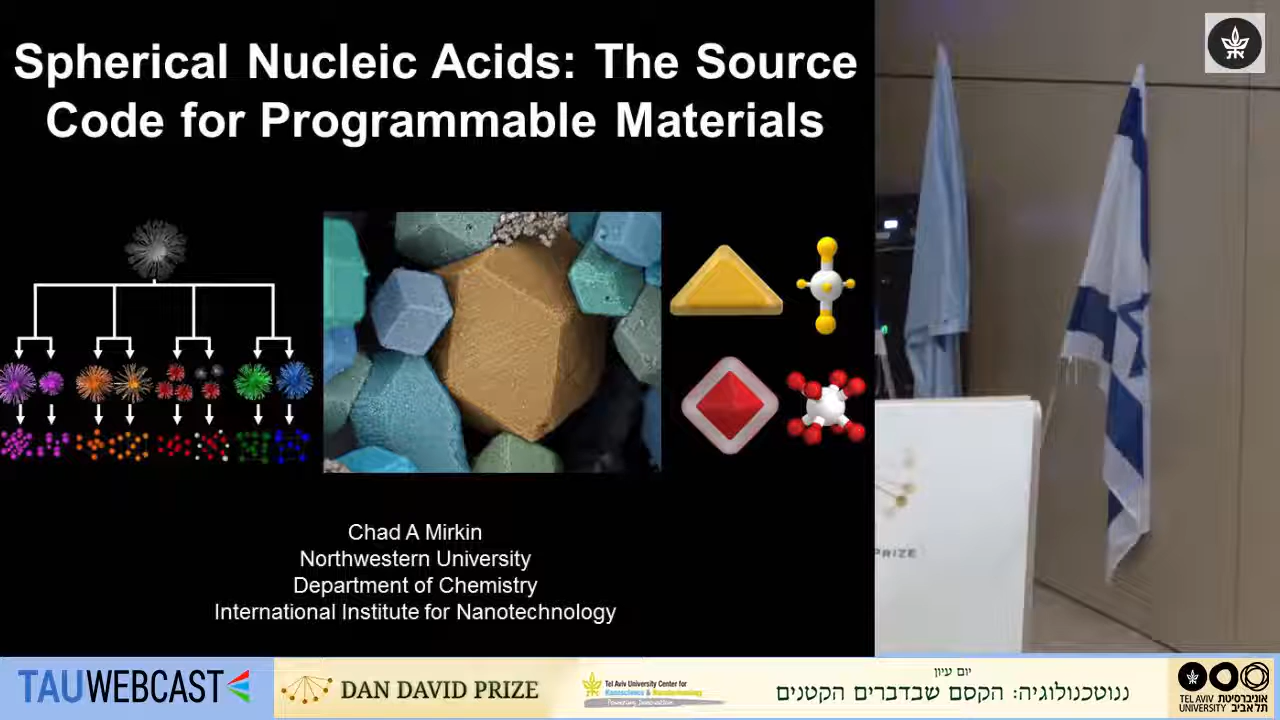 Spherical Nucleic Acids: The Source
Code for Programmable Materials
Chad A Mirkin
Northwestern University
Department of Chemistry
International Institute for Nanotechnology
PRIZE
TAUWEBCAST
DAN DAVID PRIZE
Tel Aviv University Center for
Nanoscience & Nanotechnology
Powering Innovation
יום עיון
ננוטכנולוגיה: הקסם שבדברים הקטנים
TEL AVIV UNIVERSITY
אוניברסיטת תל אביב